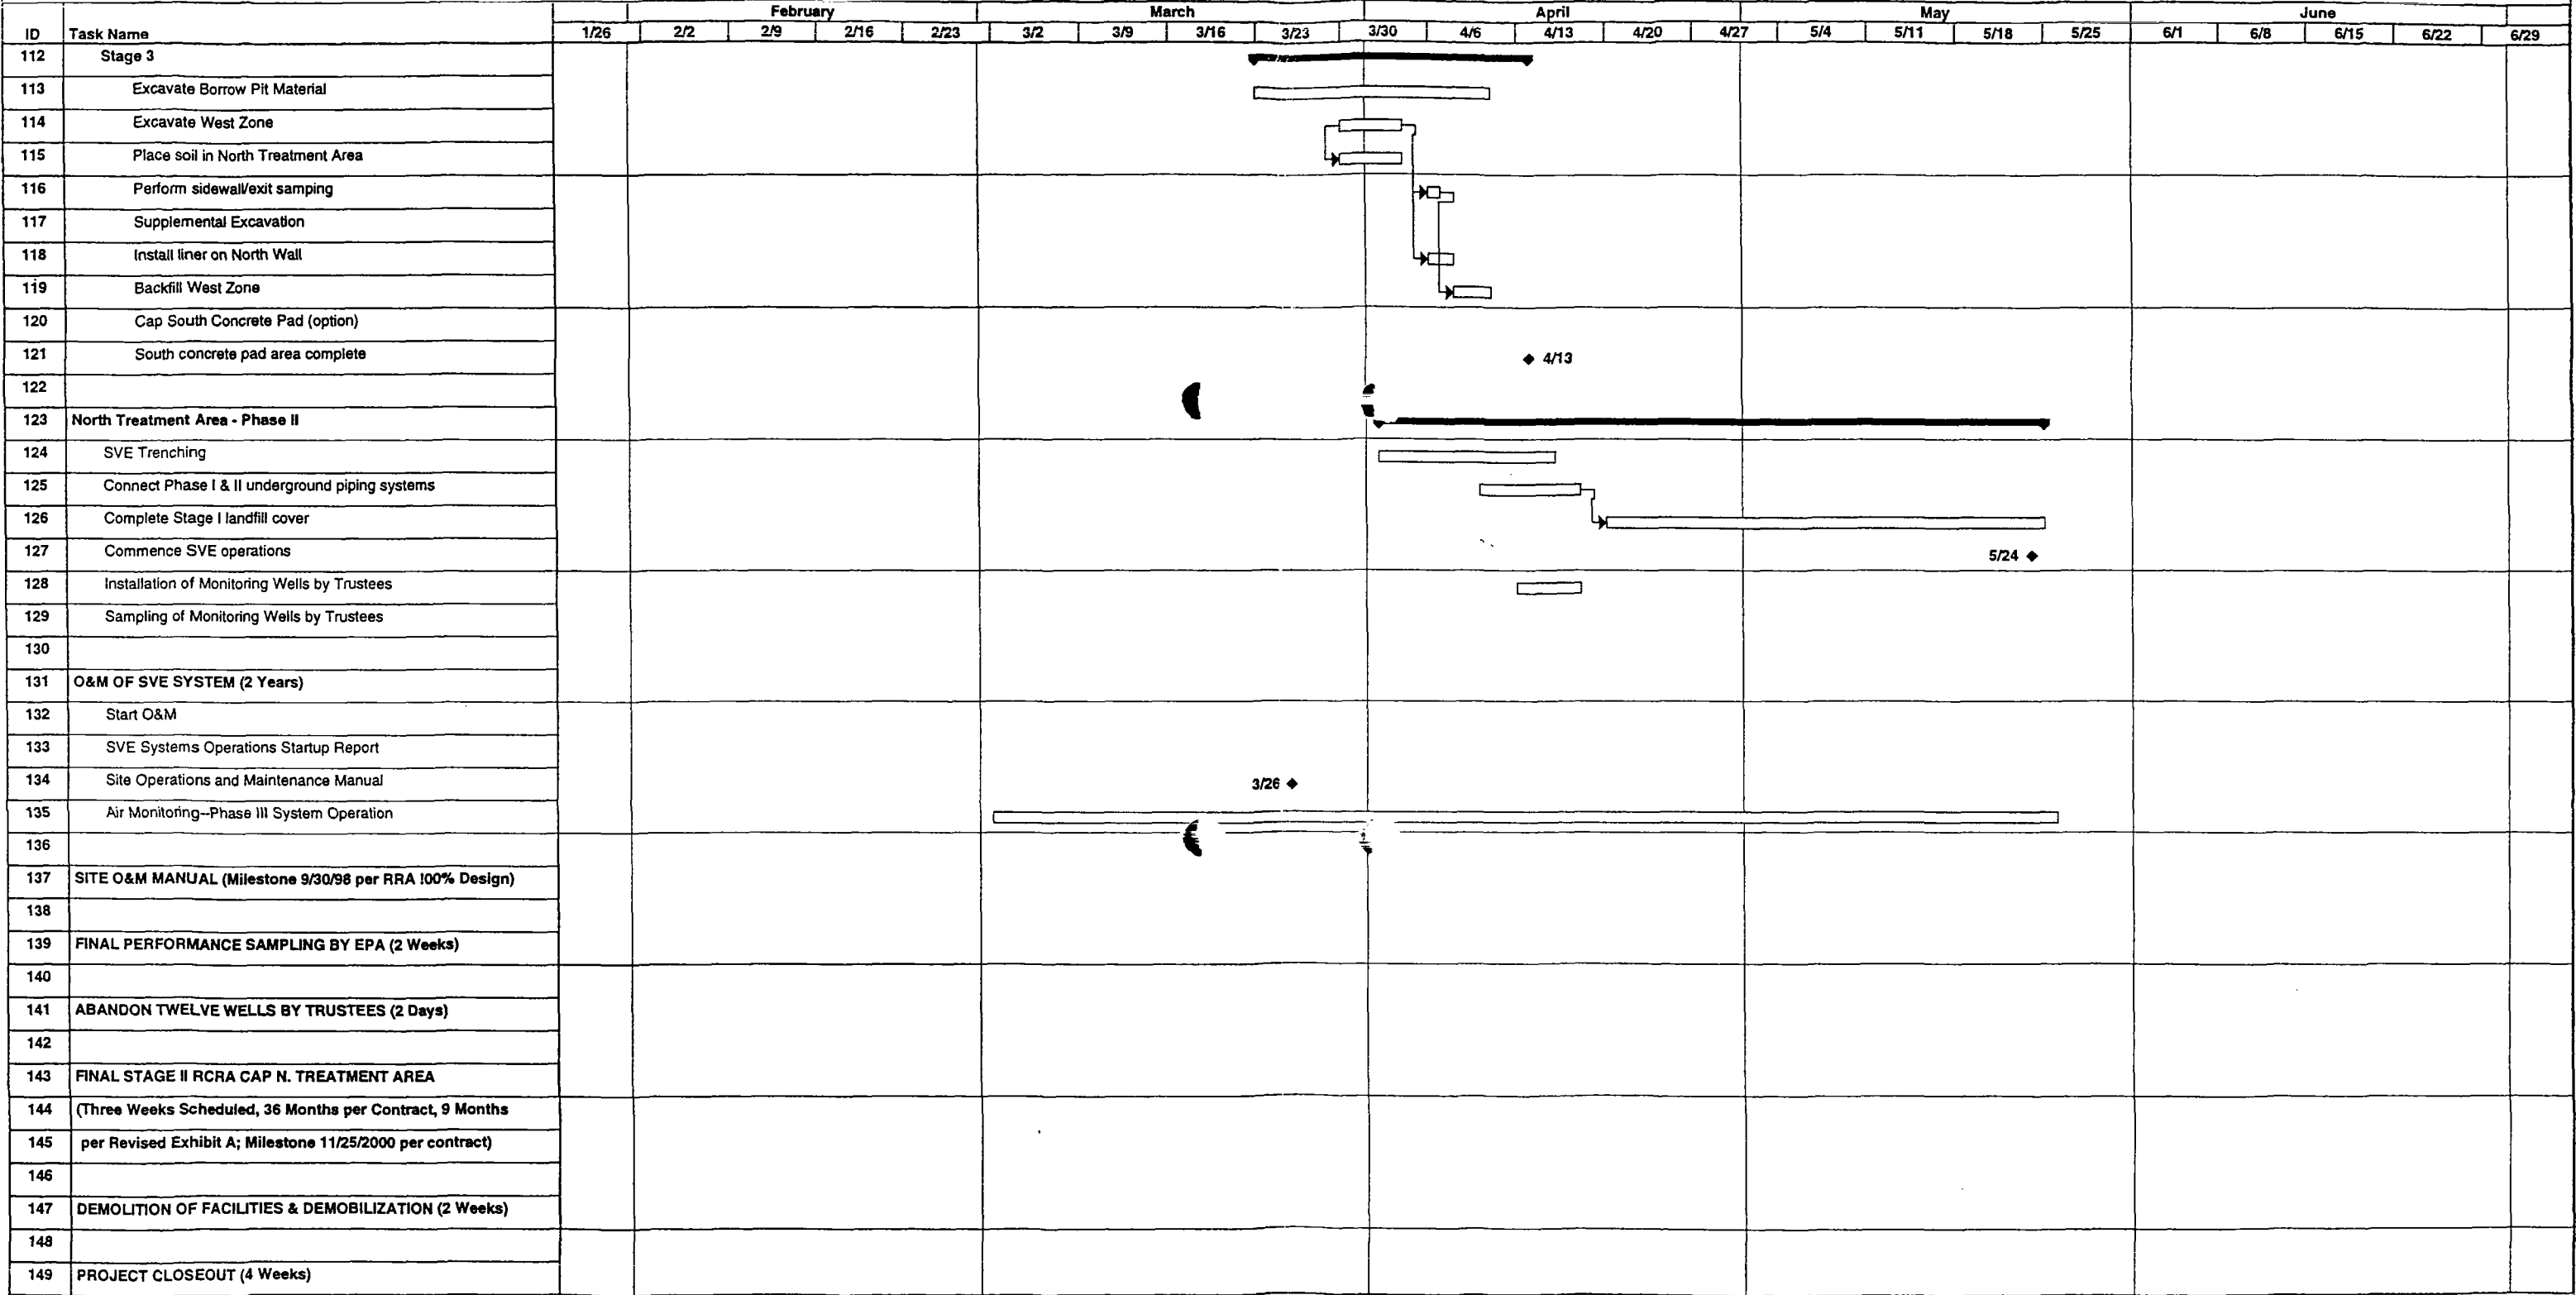 February March April May June
ID Task Name 1/26 2/2 2/9 2/16 2/23 3/2 3/9 3/16 3/23 3/30 4/6 4/13 4/20 4/27 5/4 5/11 5/18 5/25 6/1 6/8 6/15 6/22 6/29
112 Stage 3
113 Excavate Borrow Pit Material
114 Excavate West Zone
115 Place soil in North Treatment Area
116 Perform sidewall/exit samping
117 Supplemental Excavation
118 Install liner on North Wall
119 Backfill West Zone
120 Cap South Concrete Pad (option)
121 South concrete pad area complete 4/13
122
123 North Treatment Area - Phase II
124 SVE Trenching
125 Connect Phase I & II underground piping systems
126 Complete Stage I landfill cover
127 Commence SVE operations 5/24
128 Installation of Monitoring Wells by Trustees
129 Sampling of Monitoring Wells by Trustees
130
131 O&M OF SVE SYSTEM (2 Years)
132 Start O&M
133 SVE Systems Operations Startup Report
134 Site Operations and Maintenance Manual 3/26
135 Air Monitoring--Phase III System Operation
136
137 SITE O&M MANUAL (Milestone 9/30/98 per RRA !00% Design)
138
139 FINAL PERFORMANCE SAMPLING BY EPA (2 Weeks)
140
141 ABANDON TWELVE WELLS BY TRUSTEES (2 Days)
142
143 FINAL STAGE II RCRA CAP N. TREATMENT AREA
144 (Three Weeks Scheduled, 36 Months per Contract, 9 Months
145 per Revised Exhibit A; Milestone 11/25/2000 per contract)
146
147 DEMOLITION OF FACILITIES & DEMOBILIZATION (2 Weeks)
148
149 PROJECT CLOSEOUT (4 Weeks)